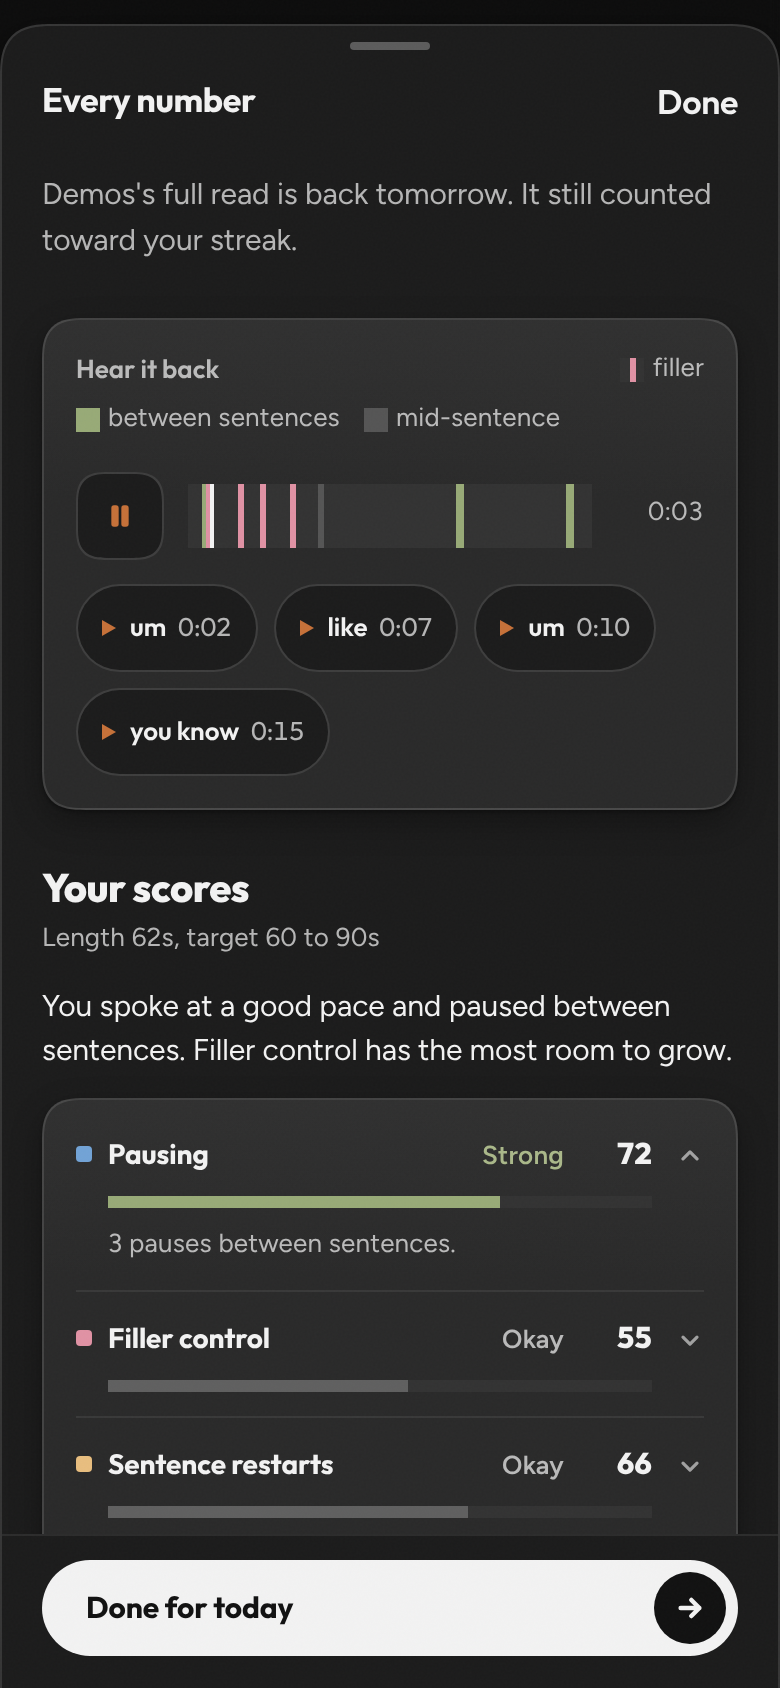 Every number
Done
Demos's full read is back tomorrow. It still counted
toward your streak.
Hear it back
filler
between sentences
mid-sentence
0:03
um 0:02
like 0:07
um 0:10
you know 0:15
Your scores
Length 62s, target 60 to 90s
You spoke at a good pace and paused between
sentences. Filler control has the most room to grow.
Pausing
Strong
72
3 pauses between sentences.
Filler control
Okay
55
Sentence restarts
Okay
66
Done for today